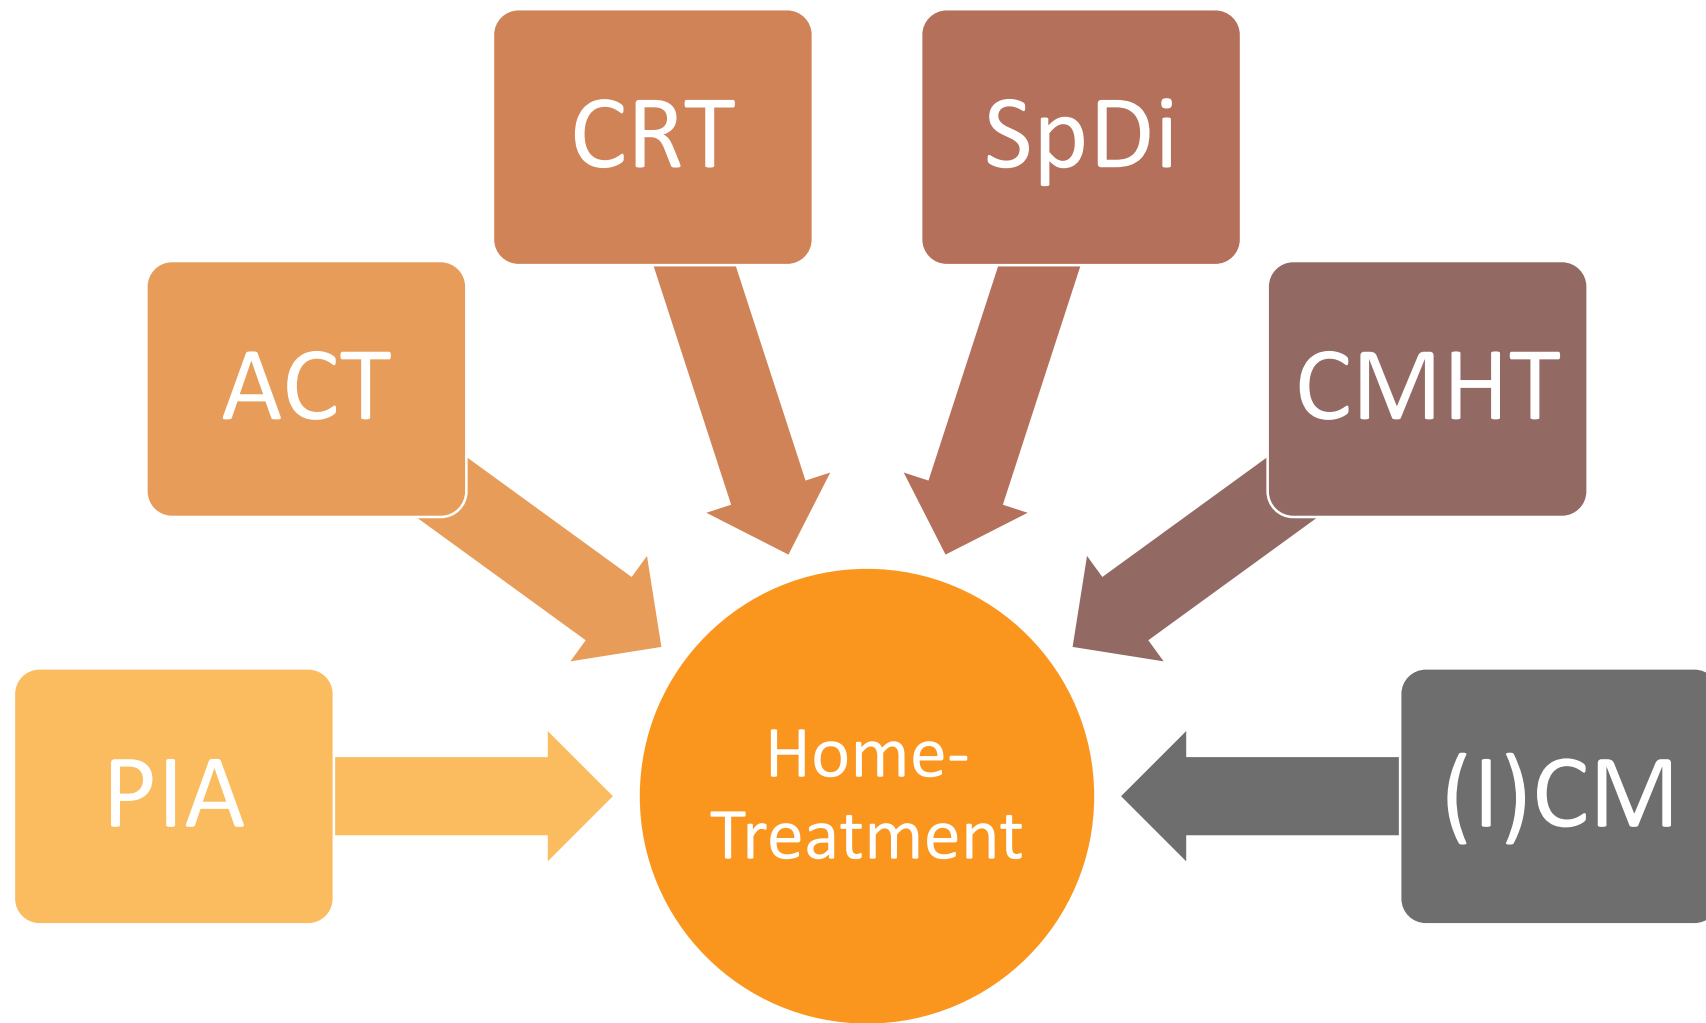 CRT
SpDi
ACT
CMHT
PIA
Home-
Treatment
(I)CM